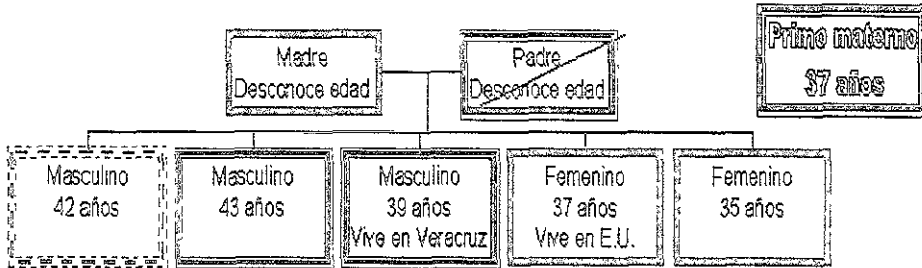 Madre
Desconoce edad
Padre
Desconoce edad
Primo materno
37 años
Masculino
42 años
Masculino
43 años
Masculino
39 años
Vive en Veracruz
Femenino
37 años
Vive en E.U.
Femenino
35 años